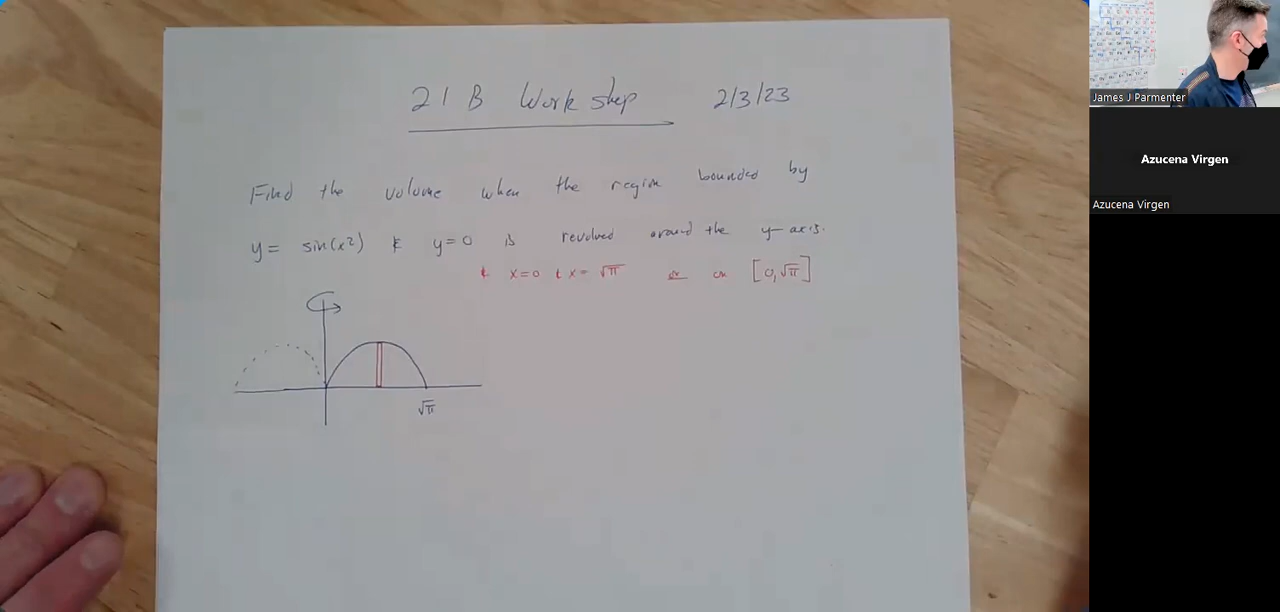 21B Workshop 2/3/23
Find the volume when the region bounded by
y = sin(x²) & y=0 is revolved around the y-axis.
& x=0 & x= √π or on [0,√π]
√π
James J Parmenter
Azucena Virgen
Azucena Virgen